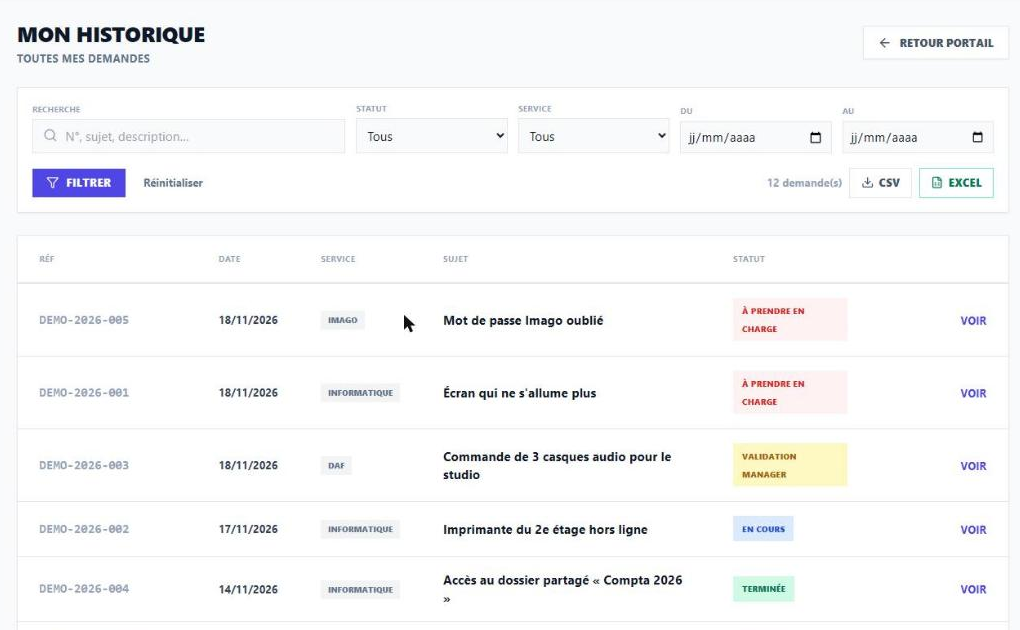 MON HISTORIQUE
TOUTES MES DEMANDES
← RETOUR PORTAIL
RECHERCHE
STATUT
SERVICE
DU
AU
N°, sujet, description...
Tous
Tous
jj/mm/aaaa
jj/mm/aaaa
FILTRER
Réinitialiser
12 demande(s)
CSV
EXCEL
RÉF
DATE
SERVICE
SUJET
STATUT
DEMO-2026-005
18/11/2026
IMAGO
Mot de passe Imago oublié
À PRENDRE EN
CHARGE
VOIR
DEMO-2026-001
18/11/2026
INFORMATIQUE
Écran qui ne s'allume plus
À PRENDRE EN
CHARGE
VOIR
DEMO-2026-003
18/11/2026
DAF
Commande de 3 casques audio pour le
studio
VALIDATION
MANAGER
VOIR
DEMO-2026-002
17/11/2026
INFORMATIQUE
Imprimante du 2e étage hors ligne
EN COURS
VOIR
DEMO-2026-004
14/11/2026
INFORMATIQUE
Accès au dossier partagé « Compta 2026
»
TERMINÉE
VOIR